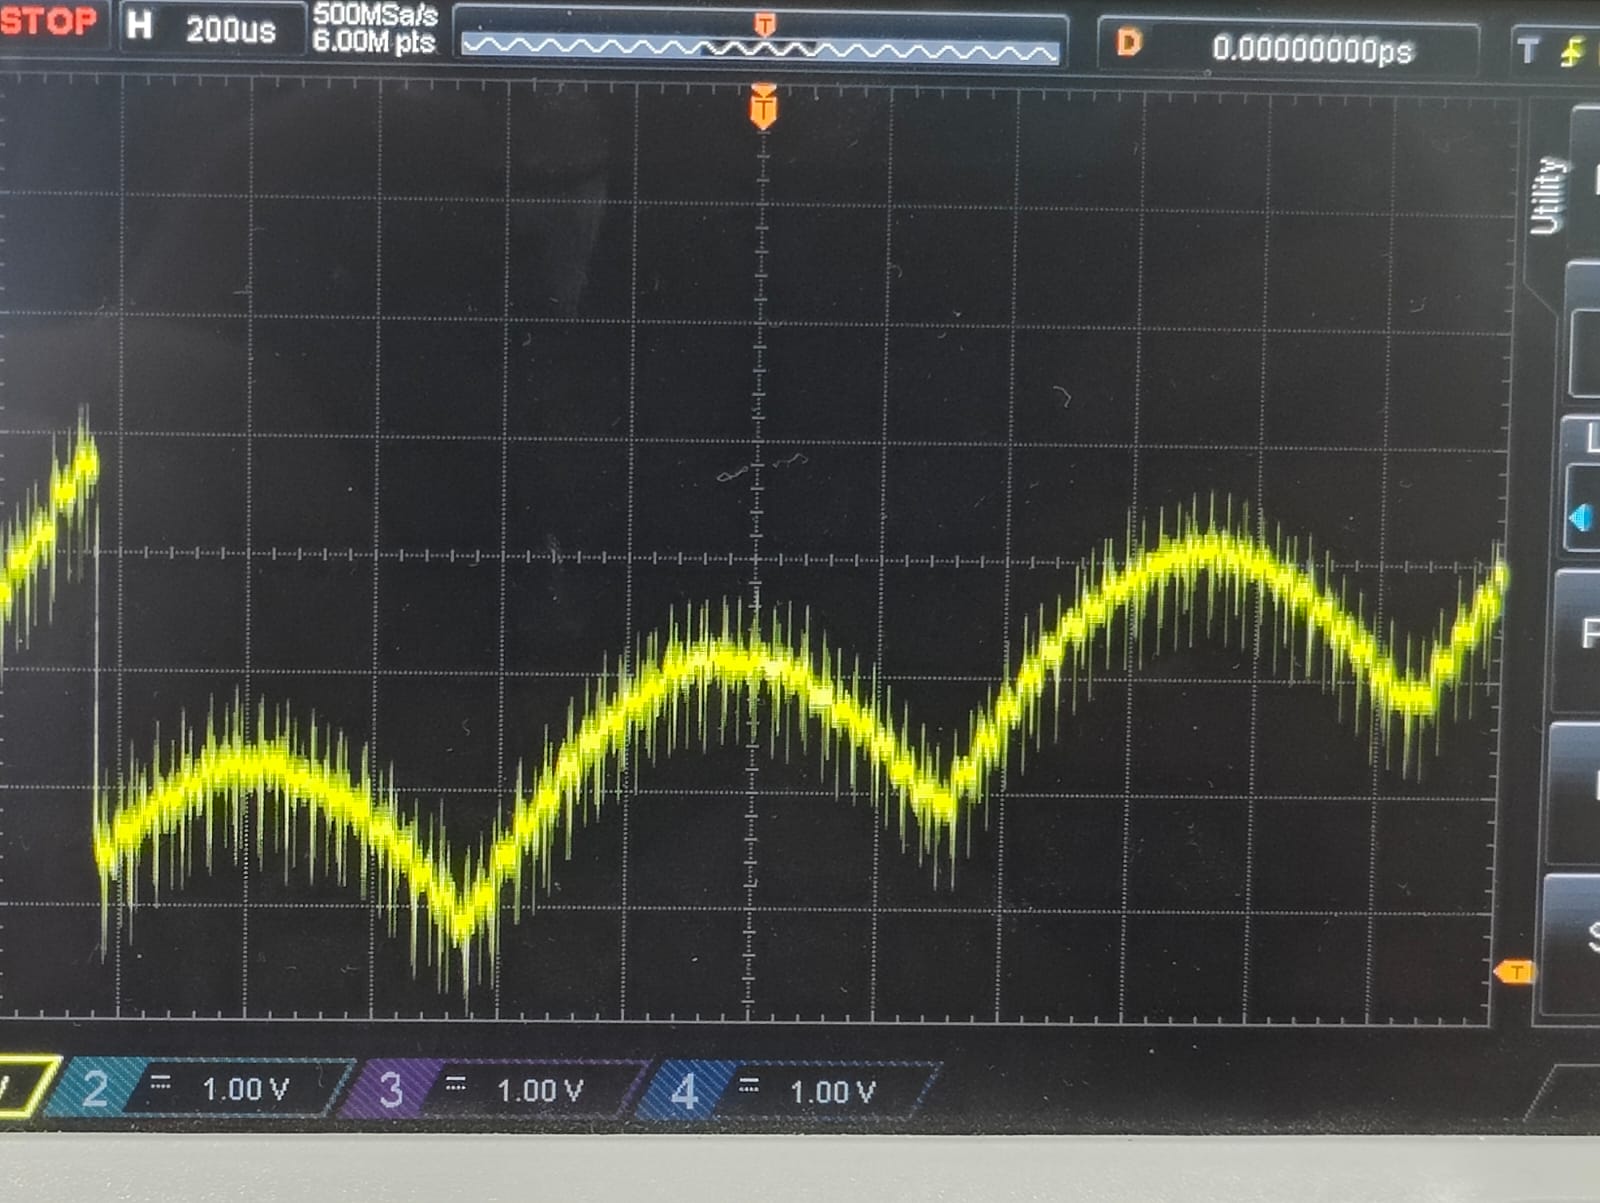 STOP
H 200us
500MSa/s
6.00M pts
T
D 0.00000000ps
T
T
Utility
T
2 1.00 V
3 1.00 V
4 1.00 V